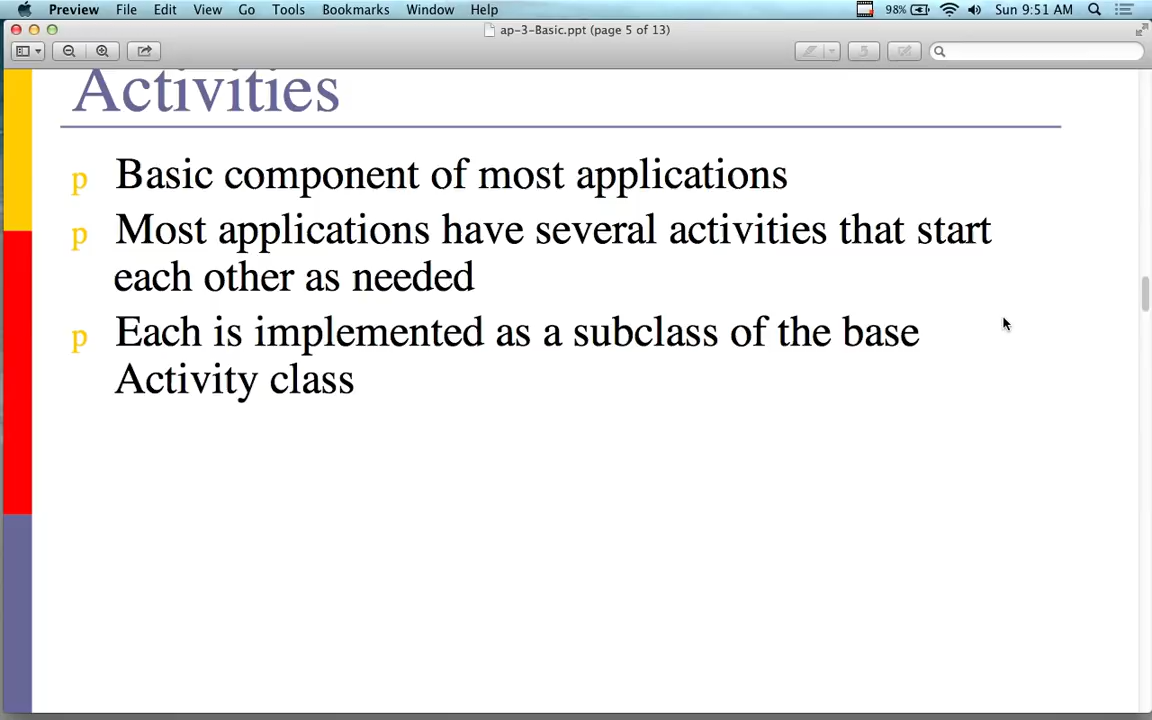 Preview File Edit View Go Tools Bookmarks Window Help 98% Sun 9:51 AM
ap-3-Basic.ppt (page 5 of 13)
Activities
p Basic component of most applications
p Most applications have several activities that start
each other as needed
p Each is implemented as a subclass of the base
Activity class